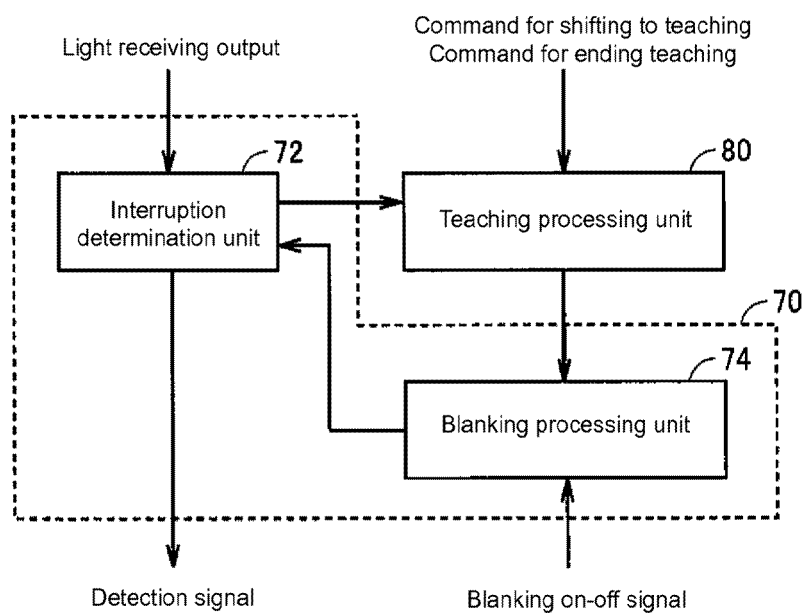 Light receiving output
Command for shifting to teaching
Command for ending teaching
72
80
Interruption
determination unit
Teaching processing unit
70
74
Blanking processing unit
Detection signal
Blanking on-off signal